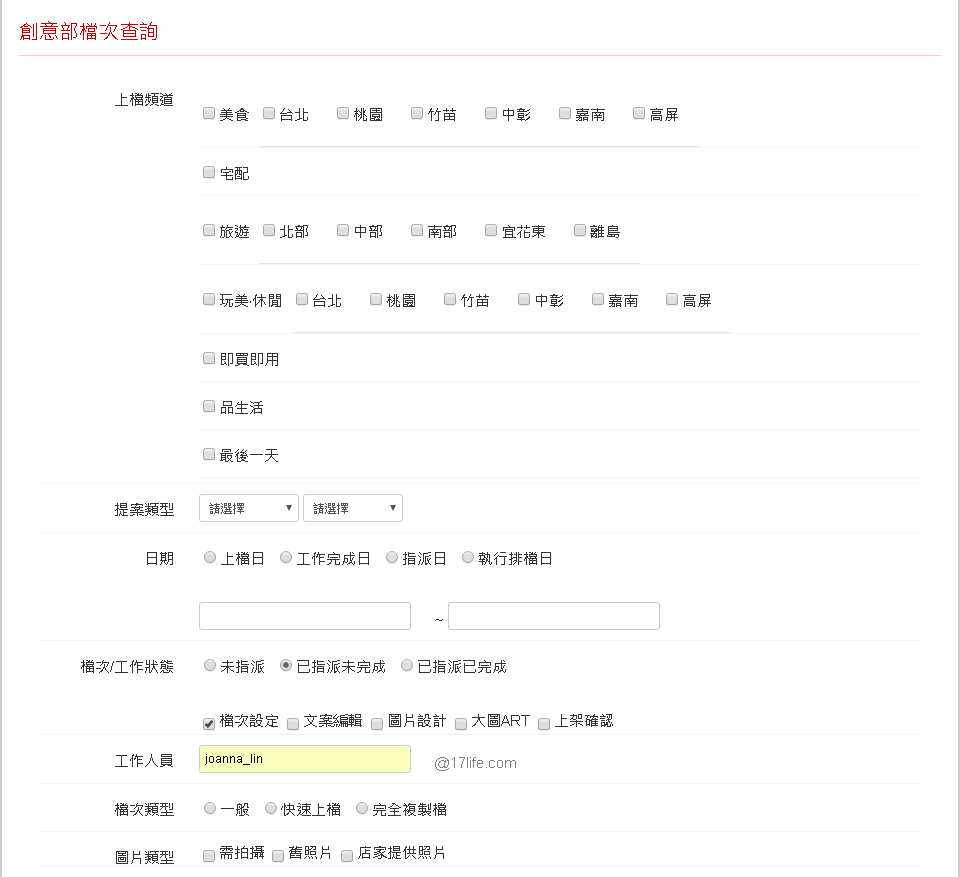 創意部檔次查詢
上檔頻道
美食 台北 桃園 竹苗 中彰 嘉南 高屏
宅配
旅遊 北部 中部 南部 宜花東 離島
玩美·休閒 台北 桃園 竹苗 中彰 嘉南 高屏
即買即用
品生活
最後一天
提案類型 請選擇 請選擇
日期 上檔日 工作完成日 指派日 執行排檔日
~
檔次/工作狀態 未指派 已指派未完成 已指派已完成
檔次設定 文案編輯 圖片設計 大圖ART 上架確認
工作人員 joanna_lin @17life.com
檔次類型 一般 快速上檔 完全複製檔
圖片類型 需拍攝 舊照片 店家提供照片